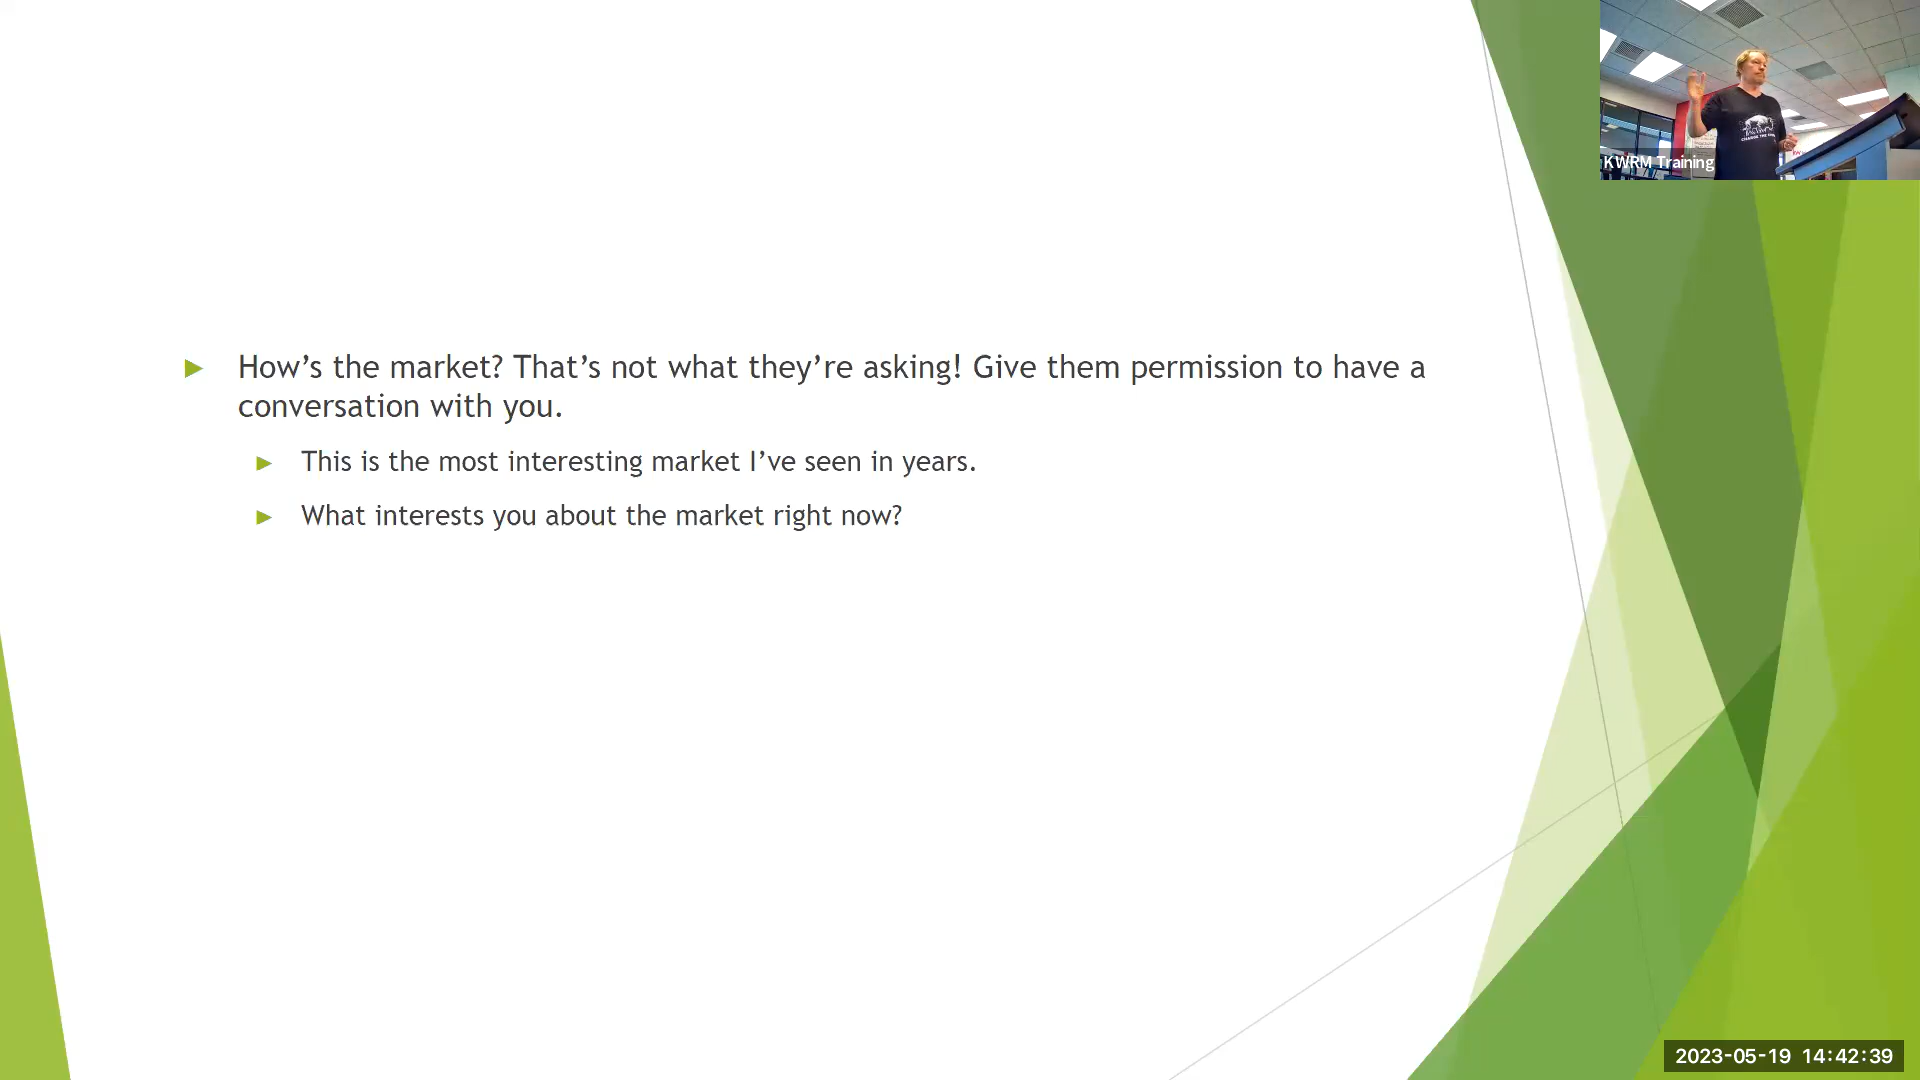 How’s the market? That’s not what they’re asking! Give them permission to have a
conversation with you.
This is the most interesting market I’ve seen in years.
What interests you about the market right now?
KWRM Training
2023-05-19 14:42:39